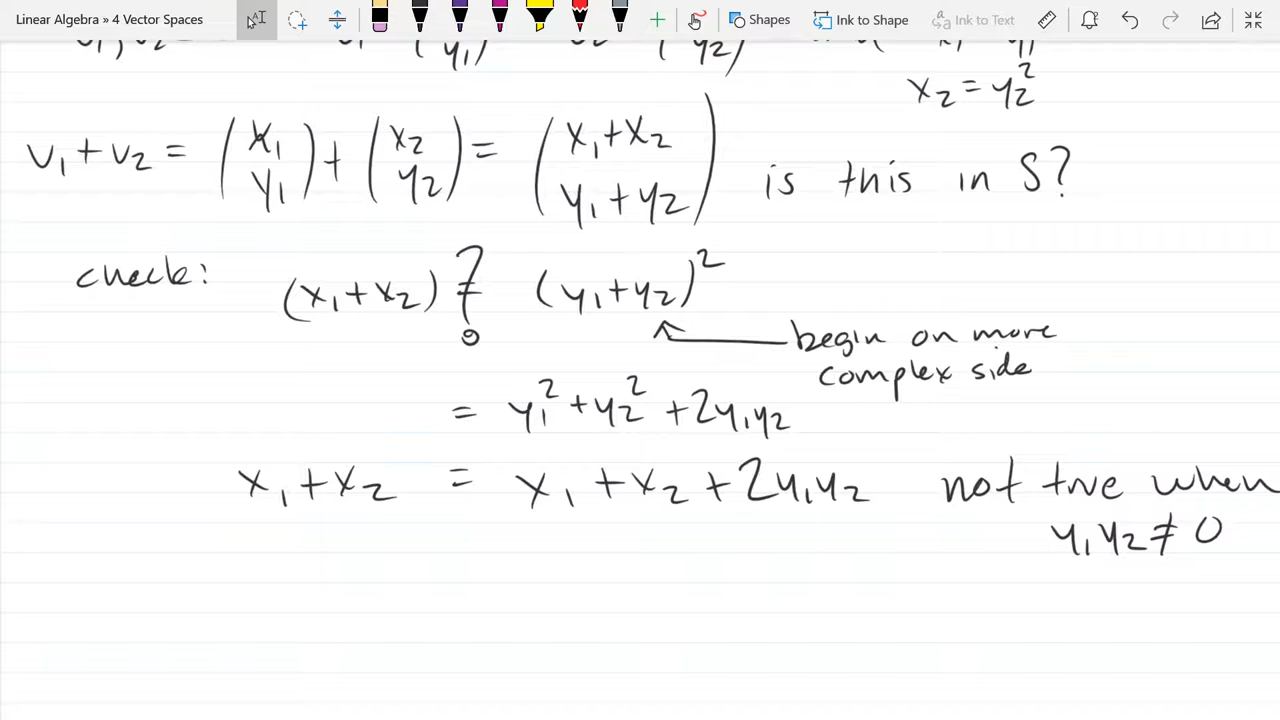 Linear Algebra » 4 Vector Spaces
Shapes
Ink to Shape
Ink to Text
x₂ = y₂²
v₁ + v₂ = (x₁ y₁) + (x₂ y₂) = (x₁+x₂ y₁+y₂) is this in S?
check: (x₁+x₂) =? (y₁+y₂)²
begin on more
complex side
= y₁² + y₂² + 2y₁y₂
x₁+x₂ = x₁+x₂+2y₁y₂ not true when
y₁y₂ ≠ 0